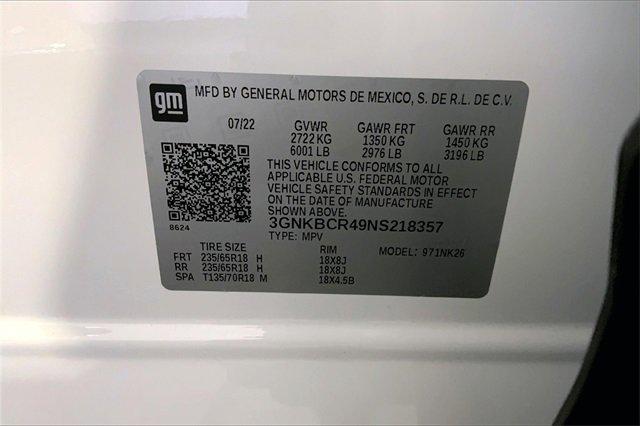 gm
MFD BY GENERAL MOTORS DE MEXICO, S. DE R.L. DE C.V.
07/22 GVWR GAWR FRT GAWR RR
2722 KG 1350 KG 1450 KG
6001 LB 2976 LB 3196 LB
THIS VEHICLE CONFORMS TO ALL
APPLICABLE U.S. FEDERAL MOTOR
VEHICLE SAFETY STANDARDS IN EFFECT
ON THE DATE OF MANUFACTURE
SHOWN ABOVE.
8624
3GNKBCR49NS218357
TYPE: MPV
TIRE SIZE RIM MODEL: 971NK26
FRT 235/65R18 H 18X8J
RR 235/65R18 H 18X8J
SPA T135/70R18 M 18X4.5B